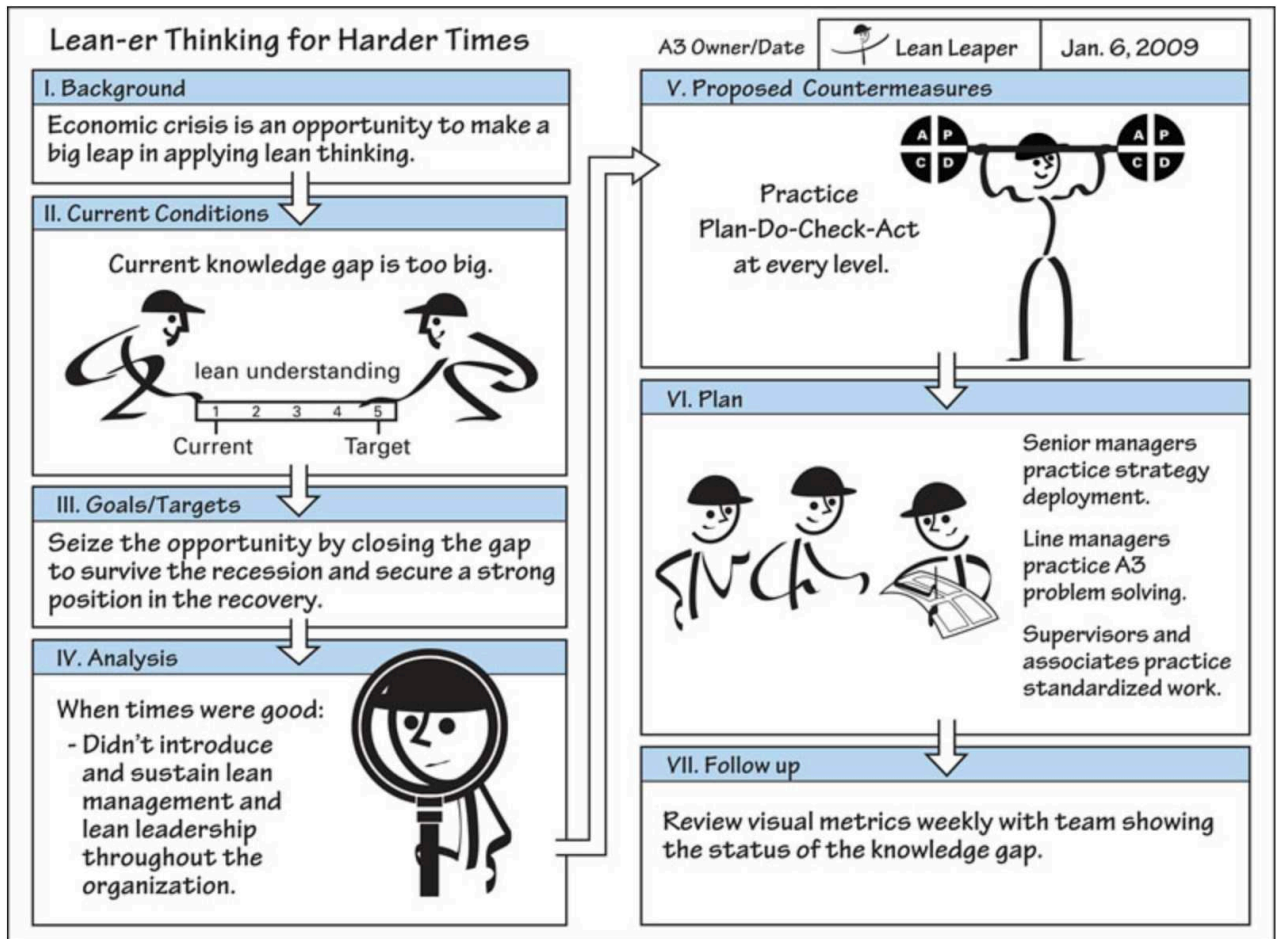 Lean-er Thinking for Harder Times
A3 Owner/Date
Lean Leaper
Jan. 6, 2009
I. Background
Economic crisis is an opportunity to make a
big leap in applying lean thinking.
II. Current Conditions
Current knowledge gap is too big.
lean understanding
1 2 3 4 5
Current Target
III. Goals/Targets
Seize the opportunity by closing the gap
to survive the recession and secure a strong
position in the recovery.
IV. Analysis
When times were good:
- Didn't introduce
and sustain lean
management and
lean leadership
throughout the
organization.
V. Proposed Countermeasures
A P
C D
A P
C D
Practice
Plan-Do-Check-Act
at every level.
VI. Plan
Senior managers
practice strategy
deployment.
Line managers
practice A3
problem solving.
Supervisors and
associates practice
standardized work.
VII. Follow up
Review visual metrics weekly with team showing
the status of the knowledge gap.